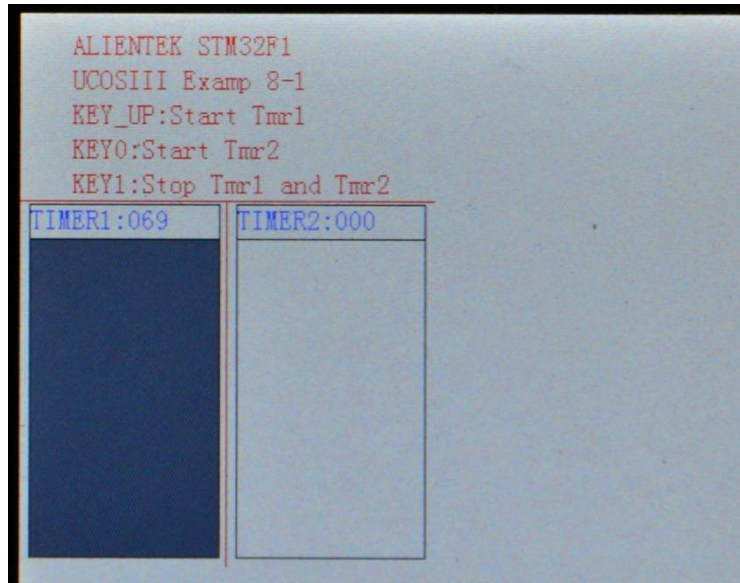 ALIENTEK STM32F1
UCOSIII Examp 8-1
KEY_UP:Start Tmr1
KEY0:Start Tmr2
KEY1:Stop Tmr1 and Tmr2
TIMER1:069
TIMER2:000